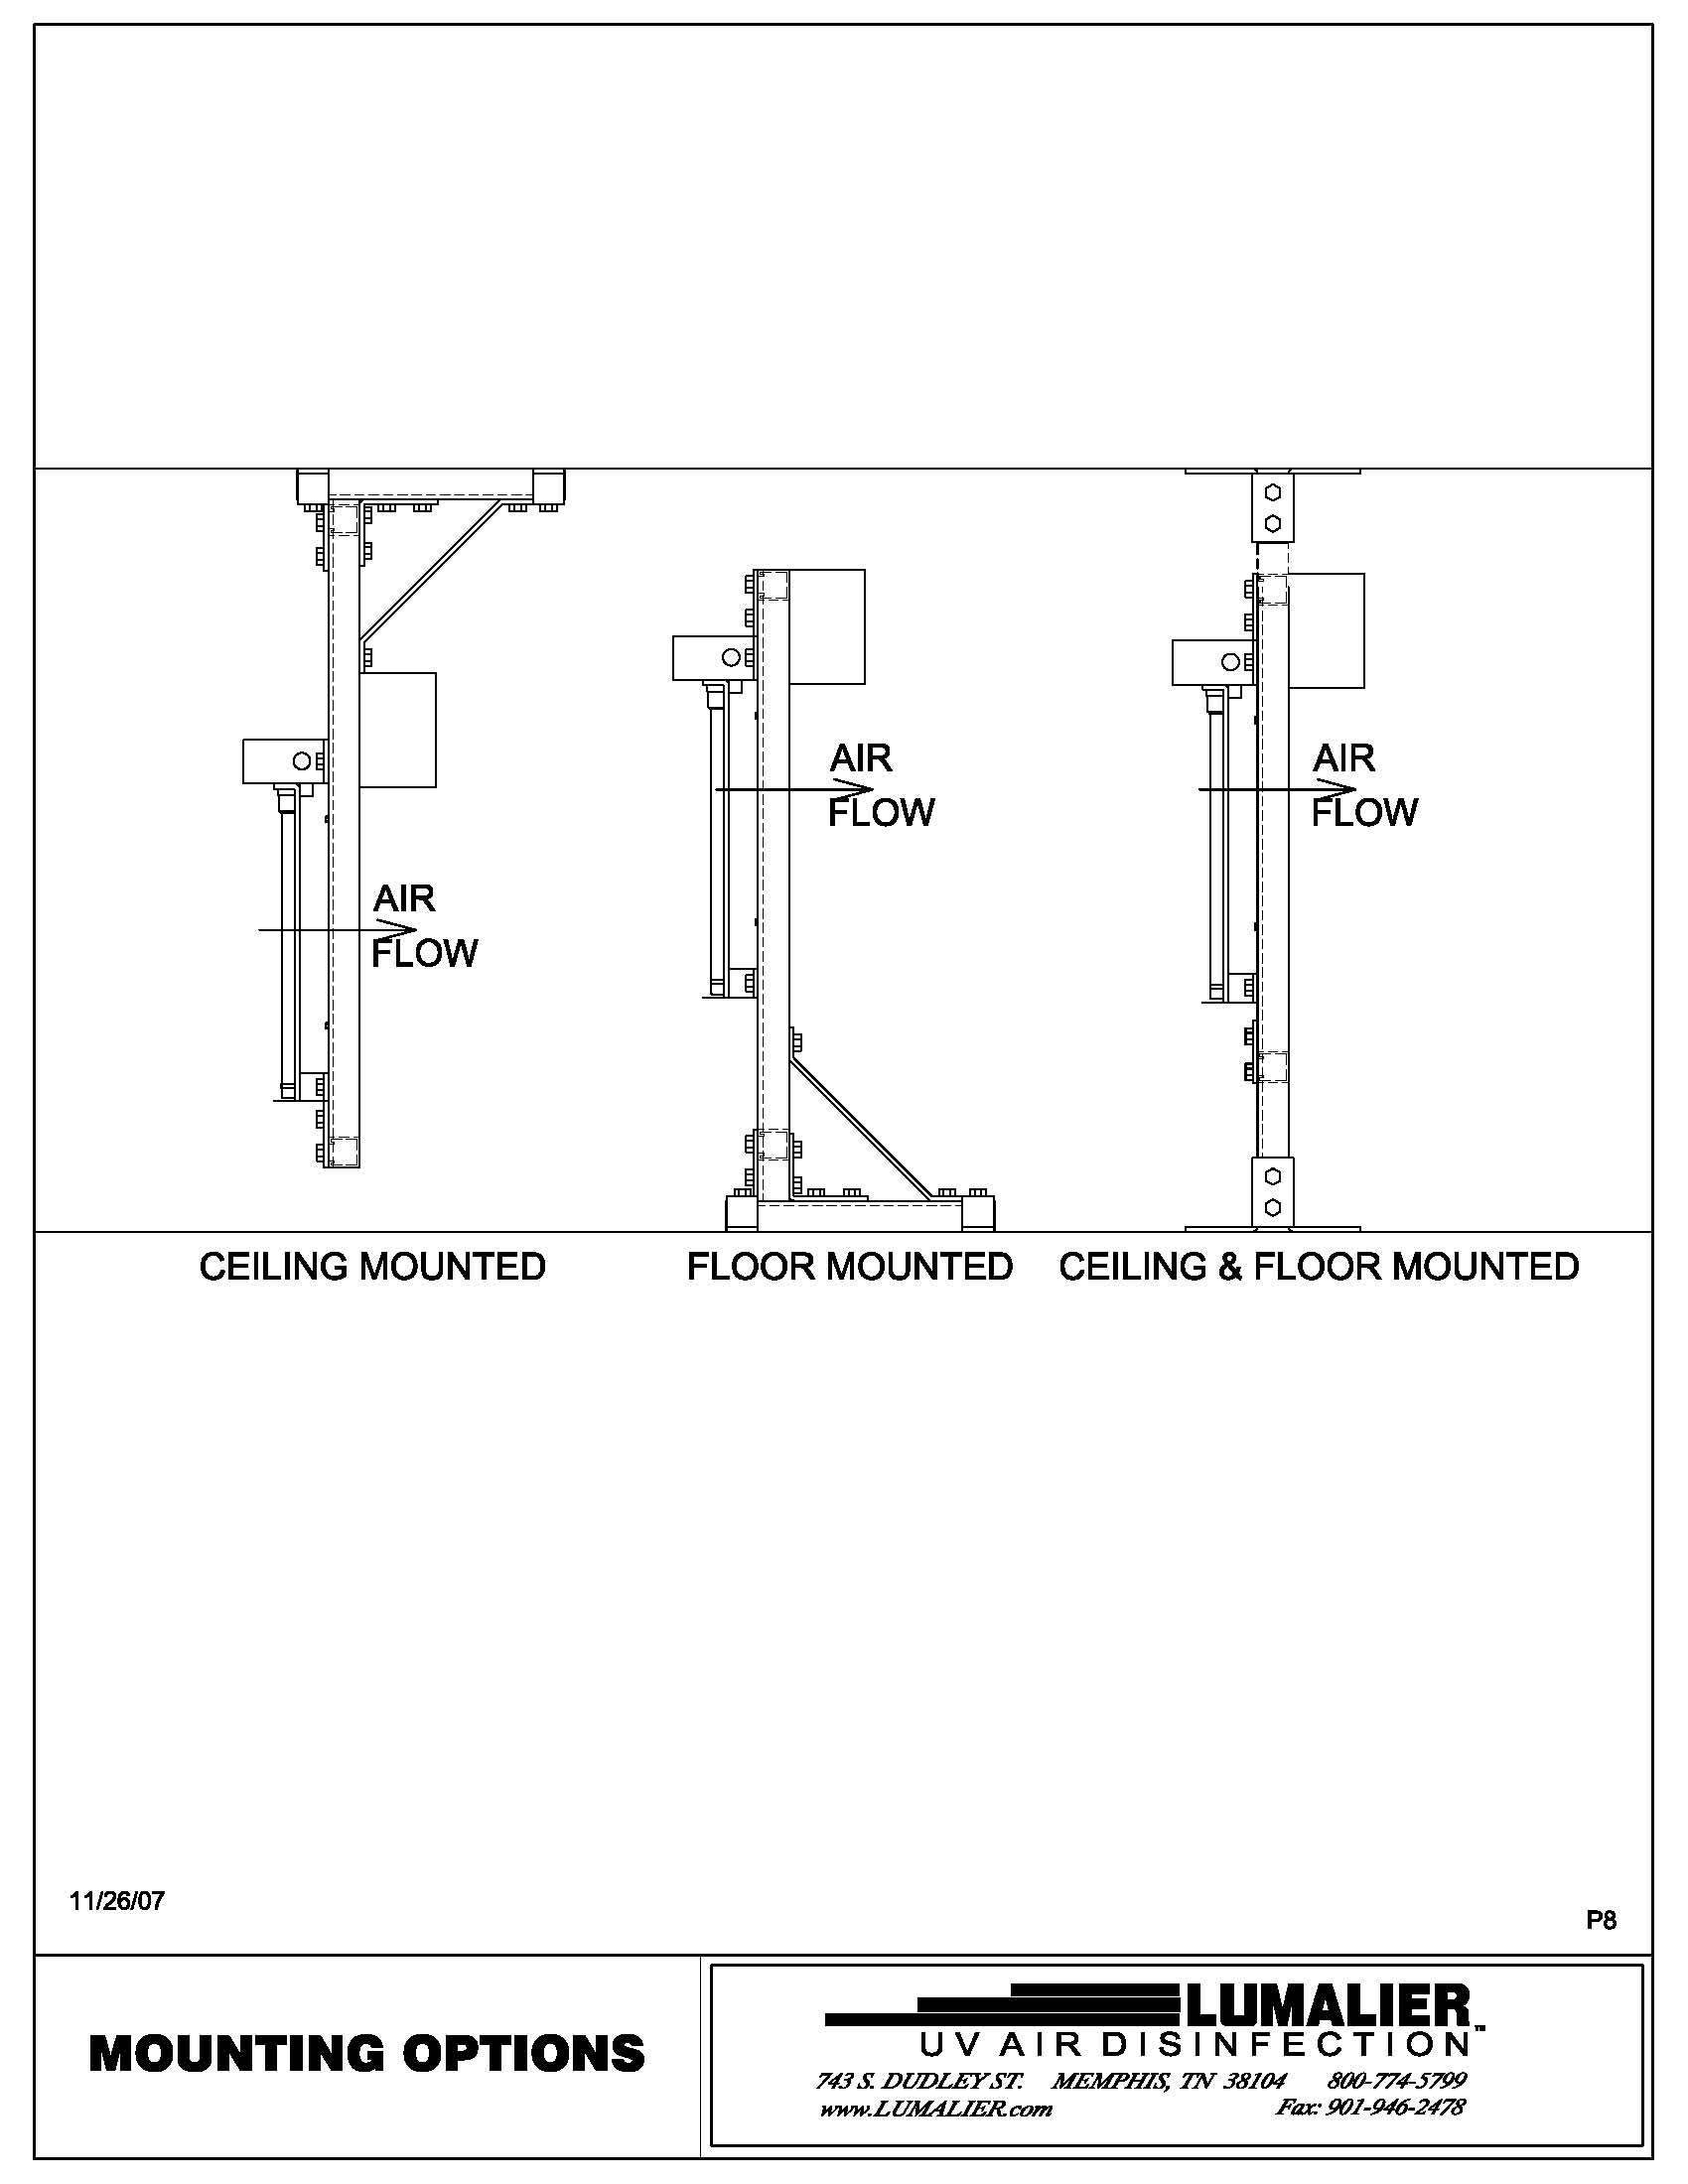 AIR
FLOW
AIR
FLOW
AIR
FLOW
CEILING MOUNTED
FLOOR MOUNTED
CEILING & FLOOR MOUNTED
11/26/07
P8
MOUNTING OPTIONS
LUMALIER™
UV AIR DISINFECTION
743 S. DUDLEY ST. MEMPHIS, TN 38104 800-774-5799
www.LUMALIER.com Fax: 901-946-2478